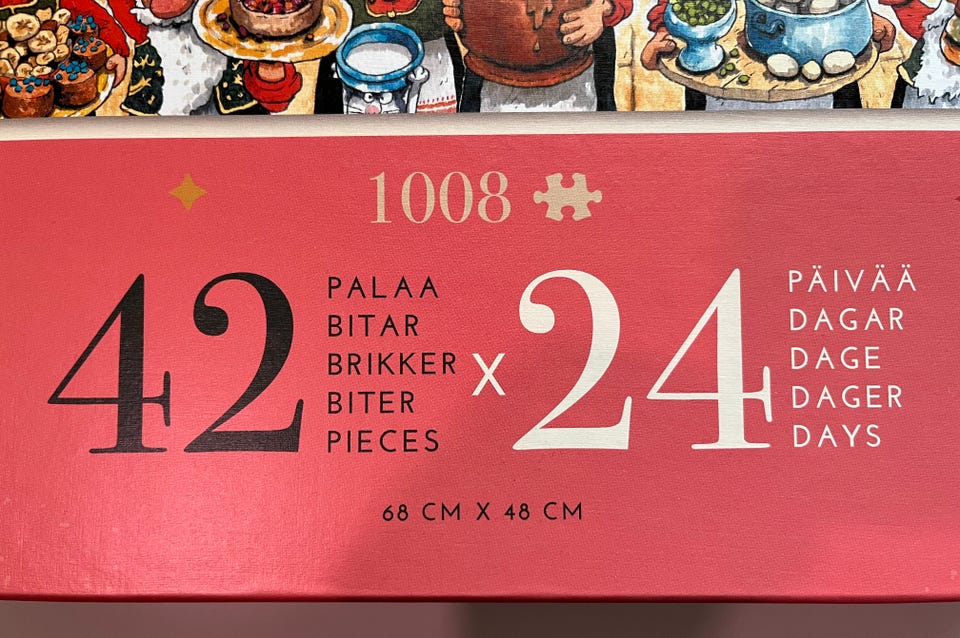 1008
42 PALAA BITAR BRIKKER BITER PIECES X 24 PÄIVÄÄ DAGAR DAGE DAGER DAYS
68 CM X 48 CM